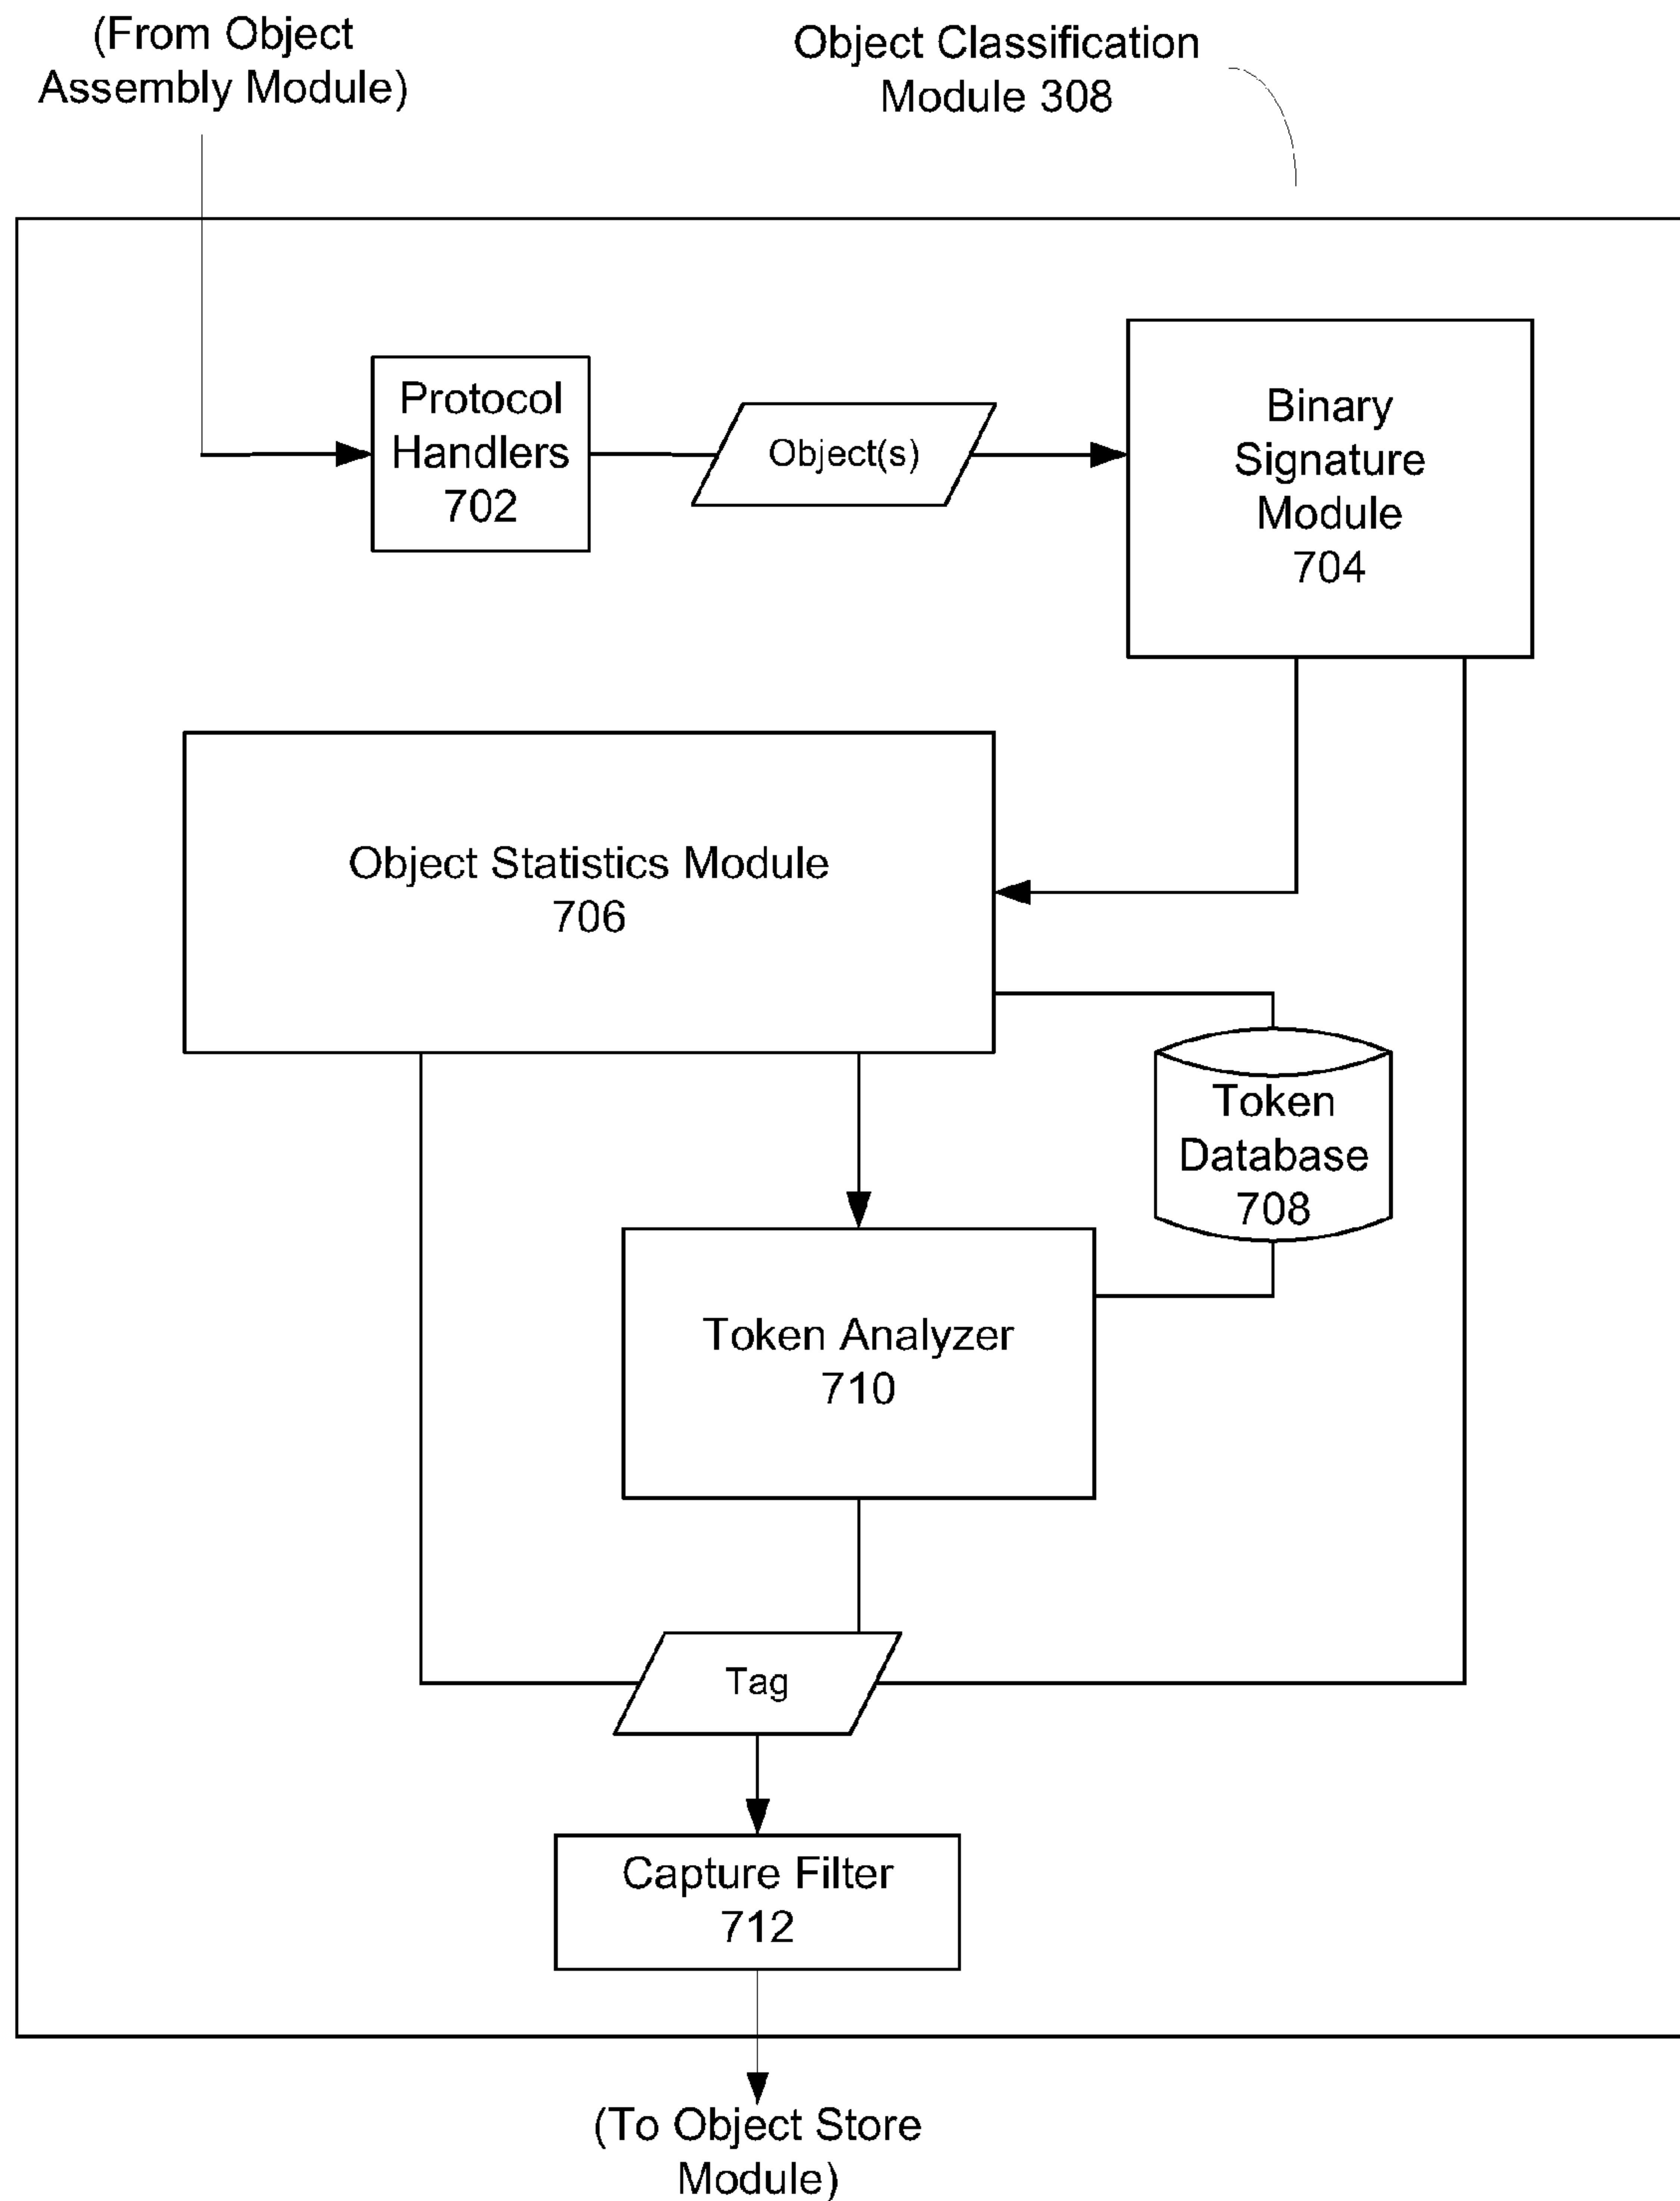 (From Object
Assembly Module)
Object Classification
Module 308
Protocol
Handlers
702
Object(s)
Binary
Signature
Module
704
Object Statistics Module
706
Token
Database
708
Token Analyzer
710
Tag
Capture Filter
712
(To Object Store
Module)